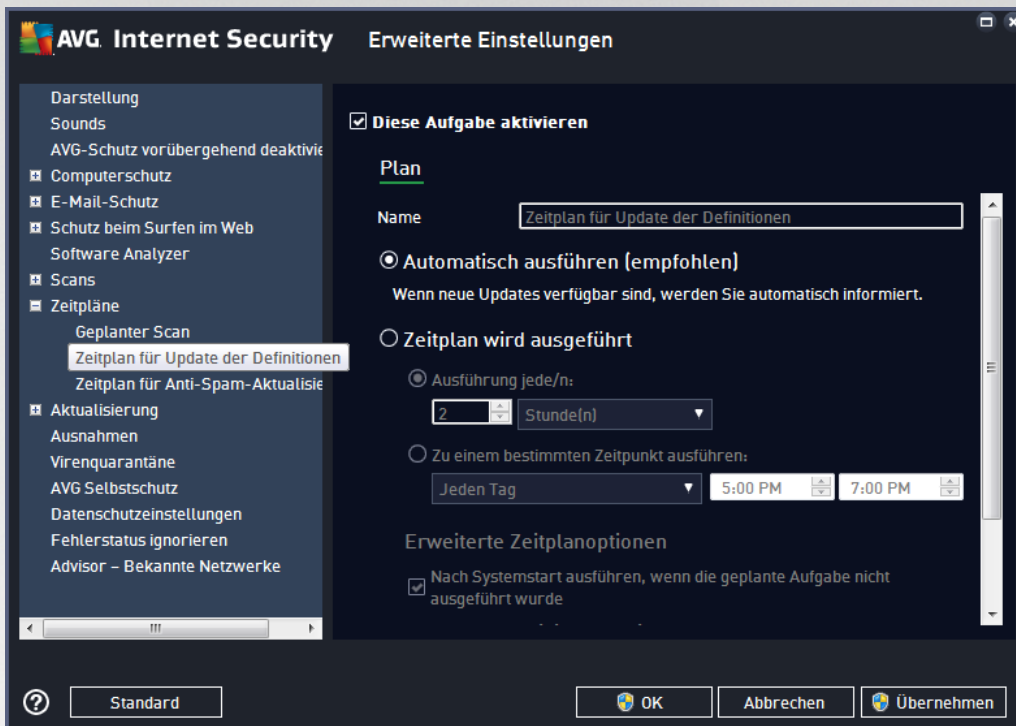 AVG Internet Security
Erweiterte Einstellungen
Darstellung
Sounds
AVG-Schutz vorübergehend deaktivie
Computerschutz
E-Mail-Schutz
Schutz beim Surfen im Web
Software Analyzer
Scans
Zeitpläne
Geplanter Scan
Zeitplan für Update der Definitionen
Zeitplan für Anti-Spam-Aktualisie
Aktualisierung
Ausnahmen
Virenquarantäne
AVG Selbstschutz
Datenschutzeinstellungen
Fehlerstatus ignorieren
Advisor – Bekannte Netzwerke
Diese Aufgabe aktivieren
Plan
Name
Zeitplan für Update der Definitionen
Automatisch ausführen (empfohlen)
Wenn neue Updates verfügbar sind, werden Sie automatisch informiert.
Zeitplan wird ausgeführt
Ausführung jede/n:
2
Stunde(n)
Zu einem bestimmten Zeitpunkt ausführen:
Jeden Tag
5:00 PM
7:00 PM
Erweiterte Zeitplanoptionen
Nach Systemstart ausführen, wenn die geplante Aufgabe nicht
ausgeführt wurde
Standard
OK
Abbrechen
Übernehmen